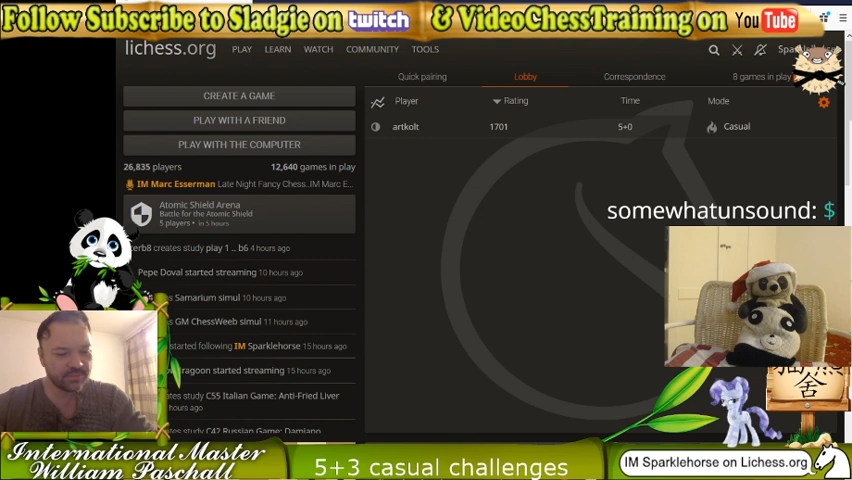 Follow Subscribe to Sladgie on twitch & VideoChessTraining on YouTube
lichess.org PLAY LEARN WATCH COMMUNITY TOOLS
Quick pairing Lobby Correspondence 8 games in play
CREATE A GAME
PLAY WITH A FRIEND
PLAY WITH THE COMPUTER
26,835 players 12,640 games in play
IM Marc Esserman Late Night Fancy Chess..IM Marc E...
Atomic Shield Arena
Battle for the Atomic Shield
5 players • in 5 hours
Player Rating Time Mode
artkolt 1701 5+0 Casual
somewhatunsound: $
creates study play 1 .. b6 4 hours ago
Pepe Doval started streaming 10 hours ago
Samarium simul 10 hours ago
GM ChessWeeb simul 11 hours ago
started following IM Sparklehorse 15 hours ago
started streaming 15 hours ago
C55 Italian Game: Anti-Fried Liver
hours ago
C42 Russian Game: Damiano
International Master
William Paschall
5+3 casual challenges
IM Sparklehorse on Lichess.org